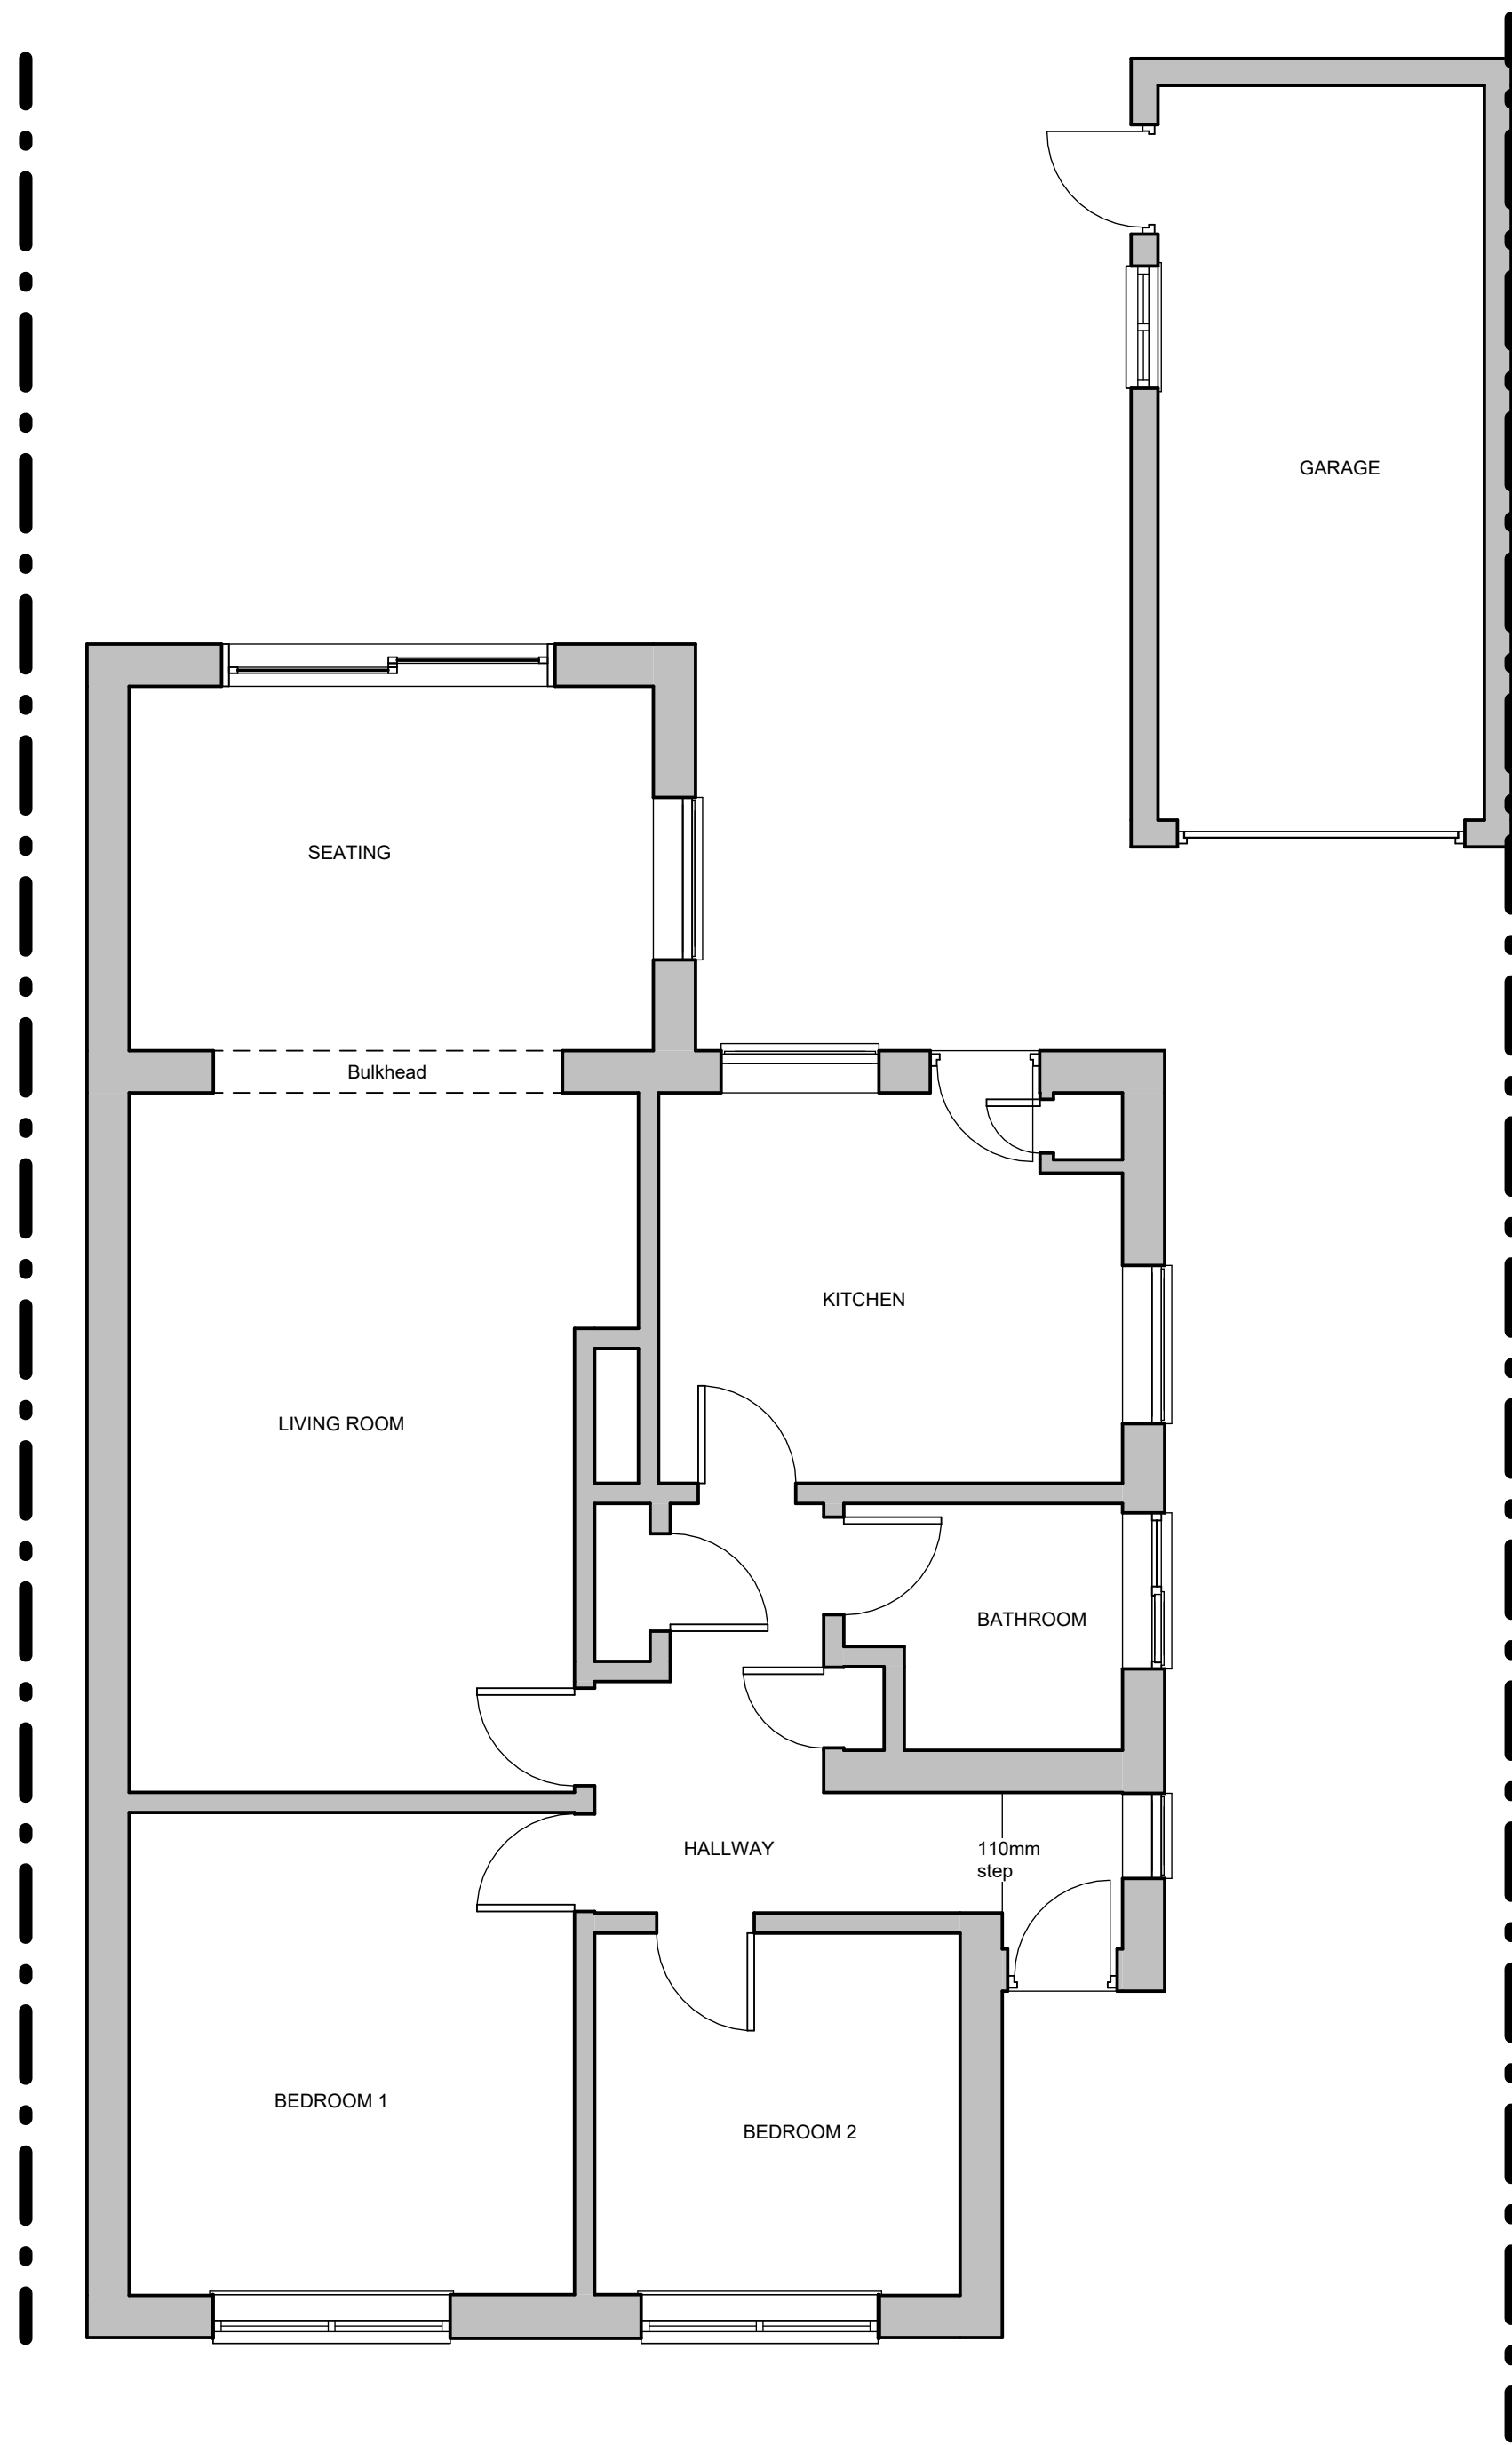 GARAGE
SEATING
Bulkhead
KITCHEN
LIVING ROOM
BATHROOM
HALLWAY
110mm
step
BEDROOM 1
BEDROOM 2